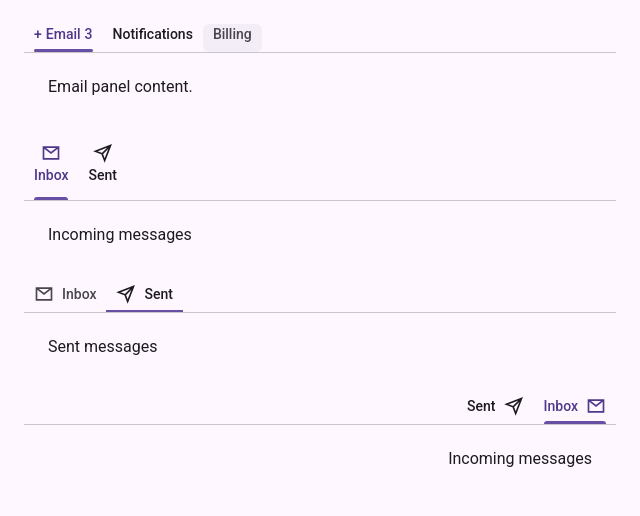 + Email 3 Notifications Billing
Email panel content.
Inbox Sent
Incoming messages
Inbox Sent
Sent messages
Sent Inbox
Incoming messages